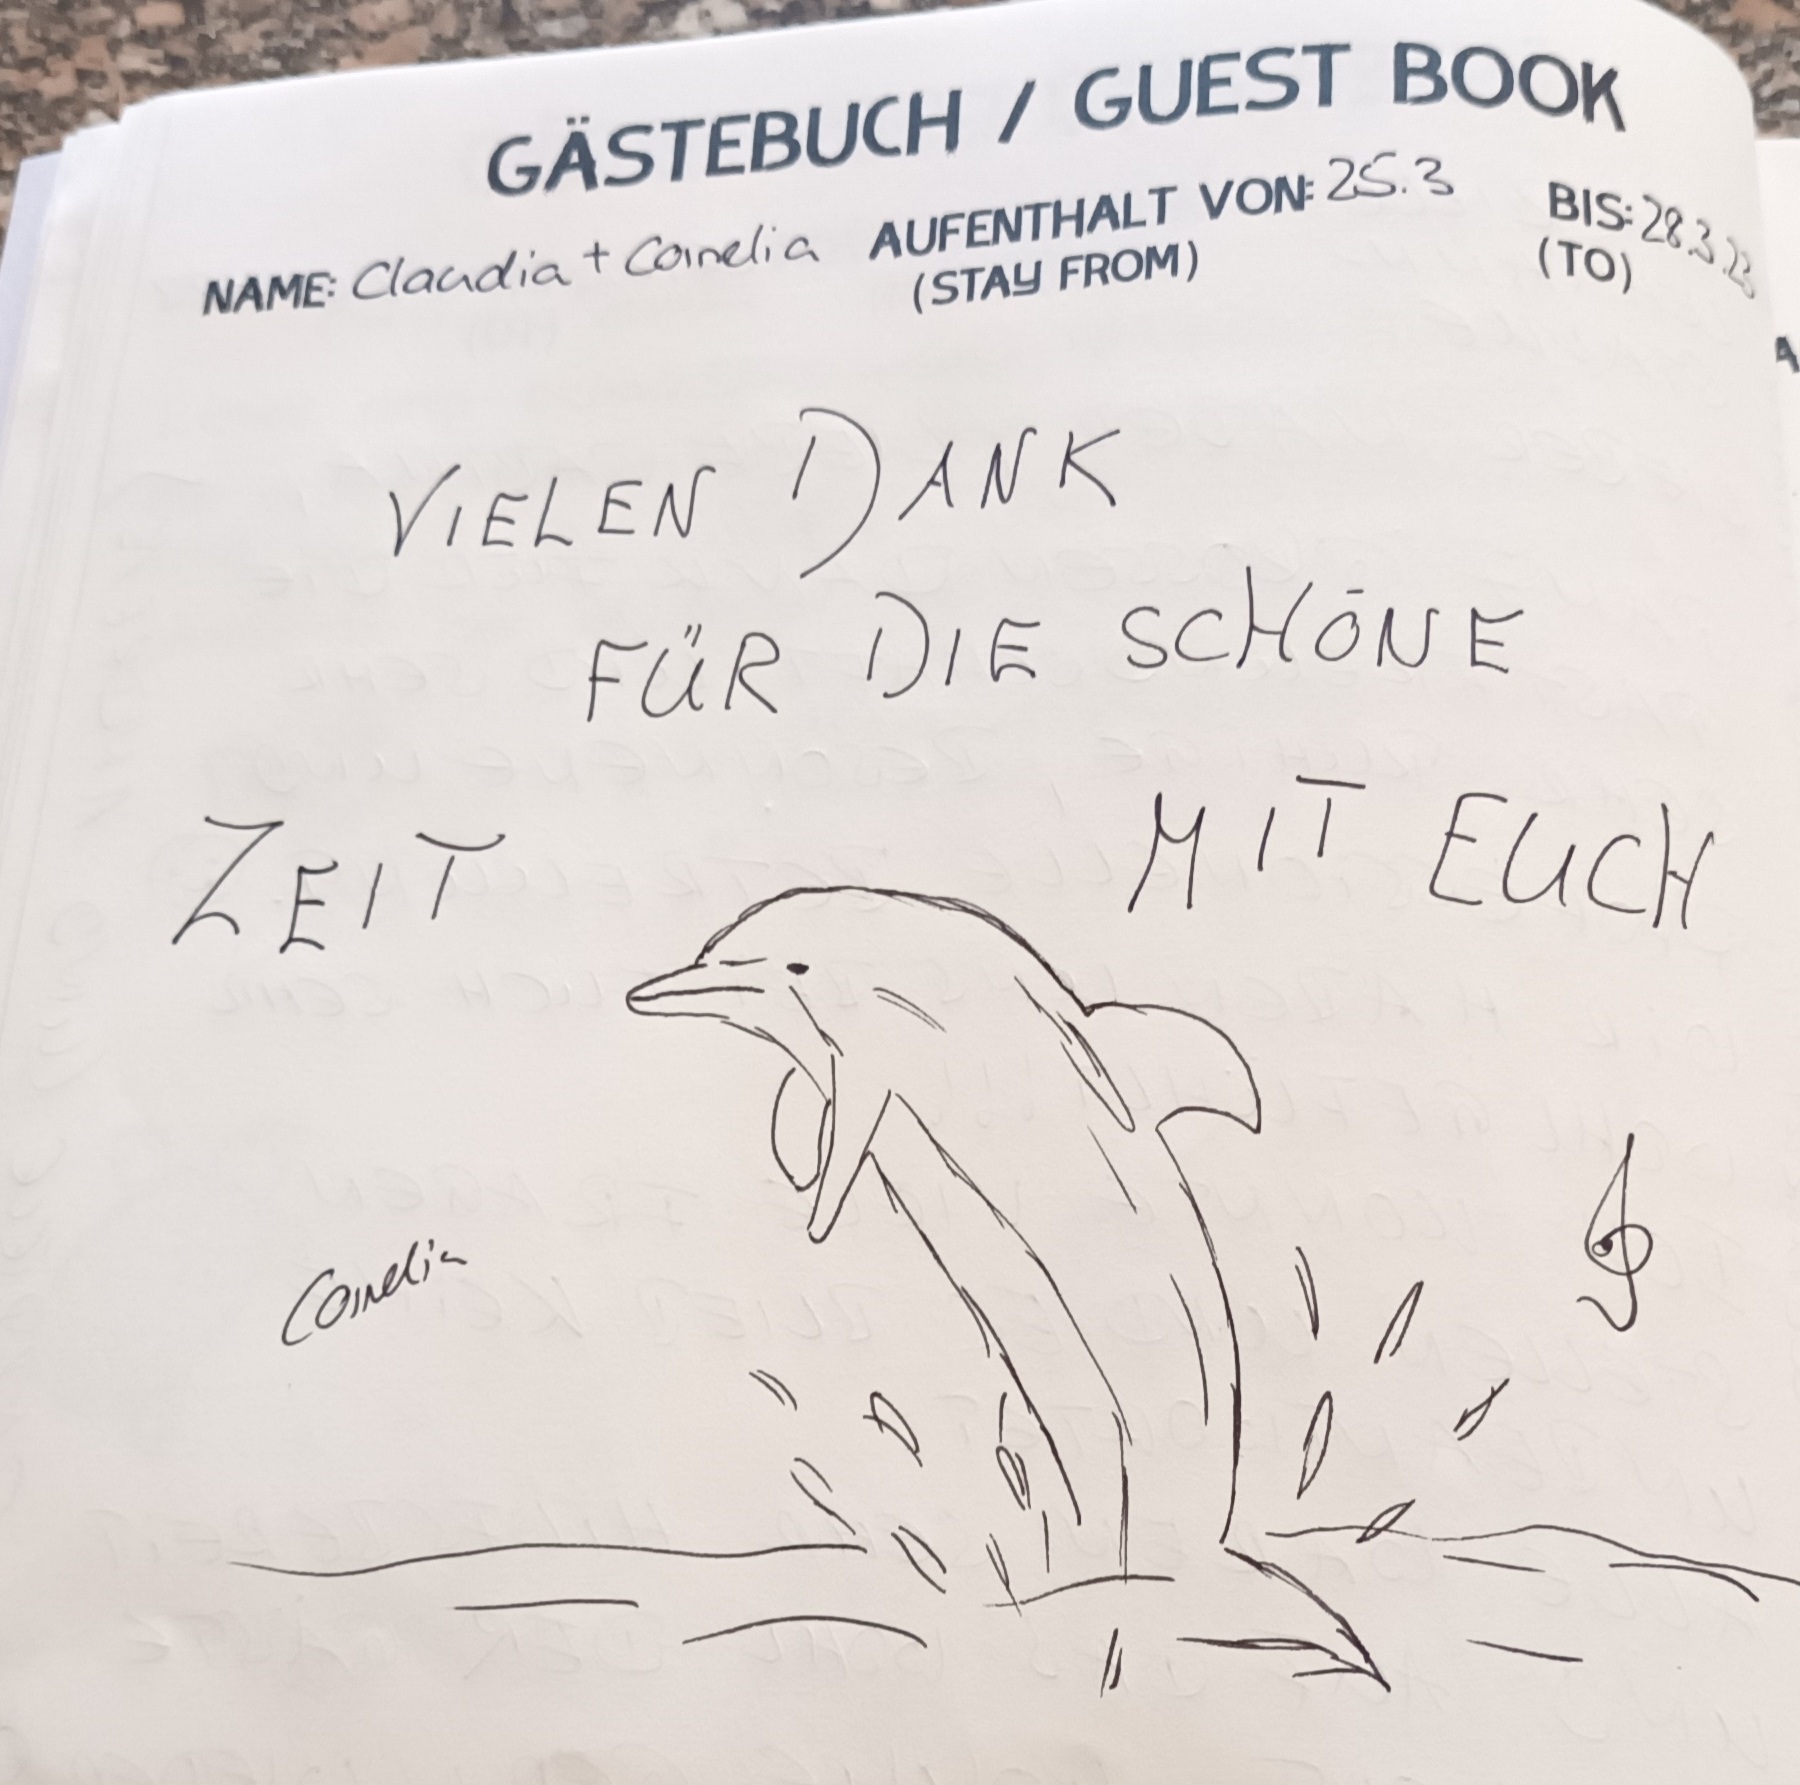 GÄSTEBUCH / GUEST BOOK
NAME: Claudia + Cornelia AUFENTHALT VON: 25.3 BIS: 28.3.23
(STAY FROM) (TO)
VIELEN DANK
FÜR DIE SCHÖNE
ZEIT MIT EUCH
Cornelia